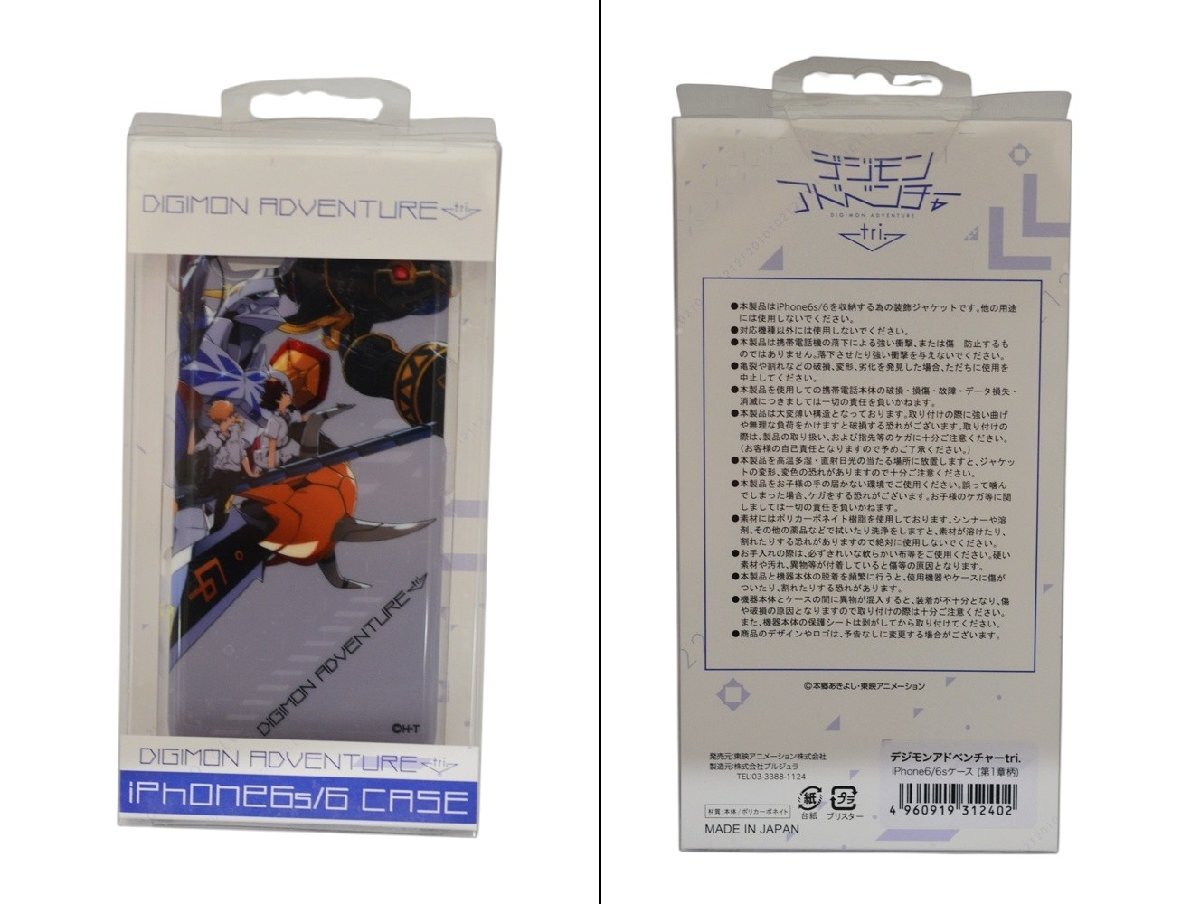 DIGIMON ADVENTURE tri.
DIGIMON ADVENTURE tri.
©H·T
DIGIMON ADVENTURE tri.
iPhone6s/6 CASE
デジモン
アドベンチャー
DIGIMON ADVENTURE
tri.
●本製品はiPhone6s/6を収納する為の装飾ジャケットです。他の用途
には使用しないでください。
●対応機種以外には使用しないでください。
●本製品は携帯電話機の落下による強い衝撃、または傷 防止するも
のではありません。落下させたり強い衝撃を与えないでください。
●亀裂や割れなどの破損、変形、劣化を発見した場合、ただちに使用を
中止してください。
●本製品を使用しての携帯電話本体の破損・損傷・故障・データ損失・
消滅につきましては一切の責任を負いかねます。
●本製品は大変薄い構造となっております。取り付けの際に強い曲げ
や無理な負荷をかけますと破損する恐れがございます。取り付けの
際は、製品の取り扱い、および指先等のケガに十分ご注意ください。
(お客様の自己責任となりますので予めご了承ください。)
●本製品を高温多湿・直射日光の当たる場所に放置しますと、ジャケッ
トの変形、変色の恐れがありますので十分ご注意ください。
●本製品をお子様の手の届かない環境でご使用ください。誤って噛ん
でしまった場合、ケガをする恐れがございます。お子様のケガ等に関
しましては一切の責任を負いかねます。
●素材にはポリカーボネイト樹脂を使用しております。シンナーや溶
剤、その他の薬品などで拭いたり洗浄をしますと、素材が溶けたり、
割れたりする恐れがありますので絶対に使用しないでください。
●お手入れの際は、必ずきれいな軟らかい布等をご使用ください。硬い
素材や汚れ、異物等が付着していると傷等の原因となります。
●本製品と機器本体の脱着を頻繁に行うと、使用機器やケースに傷が
ついたり、割れたりする恐れがあります。
●機器本体とケースの間に異物が混入すると、装着が不十分となり、傷
や破損の原因となりますので取り付けの際は十分ご注意ください。
また、機器本体の保護シートは剥がしてから取り付けてください。
●商品のデザインやロゴは、予告なしに変更する場合がございます。
©本郷あきよし・東映アニメーション
発売元:東映アニメーション株式会社
製造元:株式会社プルジュラ
TEL:03-3388-1124
材質:本体/ポリカーボネイト
紙
台紙
プラ
ブリスター
MADE IN JAPAN
デジモンアドベンチャーtri.
iPhone6/6sケース (第1章柄)
4 960919 312402